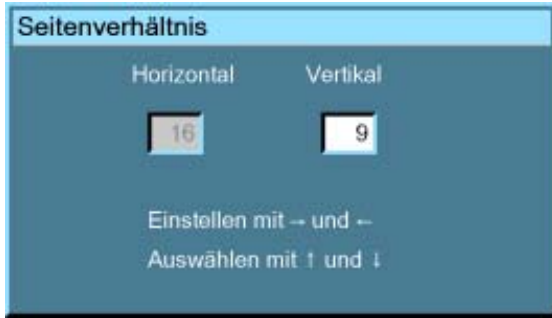 Seitenverhältnis
Horizontal Vertikal
16 9
Einstellen mit → und ←
Auswählen mit ↑ und ↓